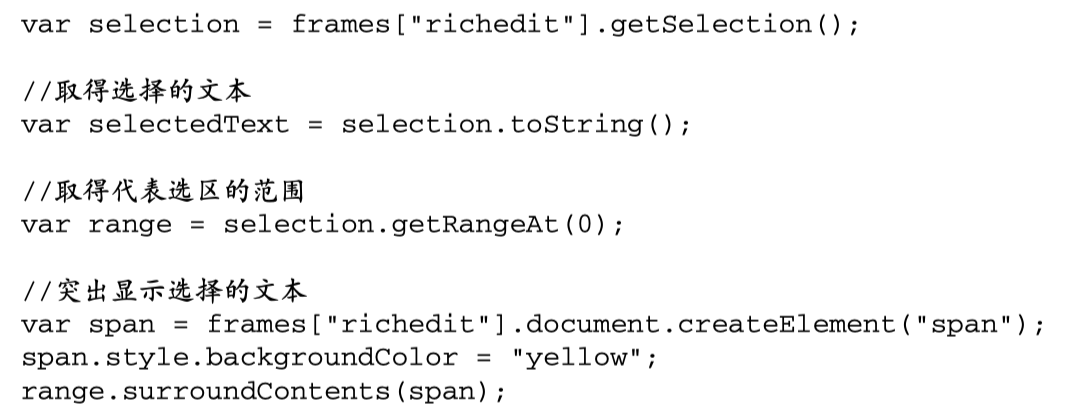 var selection = frames["richedit"].getSelection();
//取得选择的文本
var selectedText = selection.toString();
//取得代表选区的范围
var range = selection.getRangeAt(0);
//突出显示选择的文本
var span = frames["richedit"].document.createElement("span");
span.style.backgroundColor = "yellow";
range.surroundContents(span);